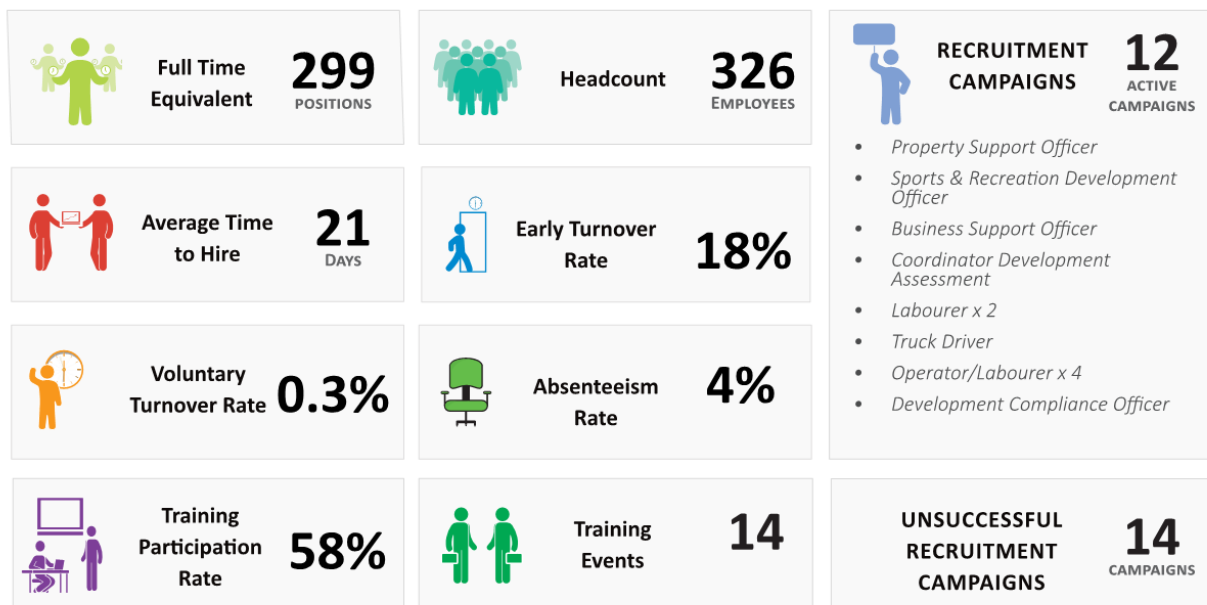 Full Time
Equivalent
299
POSITIONS
Headcount
326
EMPLOYEES
RECRUITMENT
CAMPAIGNS
12
ACTIVE
CAMPAIGNS
• Property Support Officer
• Sports & Recreation Development
Officer
• Business Support Officer
• Coordinator Development
Assessment
• Labourer x 2
• Truck Driver
• Operator/Labourer x 4
• Development Compliance Officer
Average Time
to Hire
21
DAYS
Early Turnover
Rate
18%
Voluntary
Turnover Rate
0.3%
Absenteeism
Rate
4%
Training
Participation
Rate
58%
Training
Events
14
UNSUCCESSFUL
RECRUITMENT
CAMPAIGNS
14
CAMPAIGNS